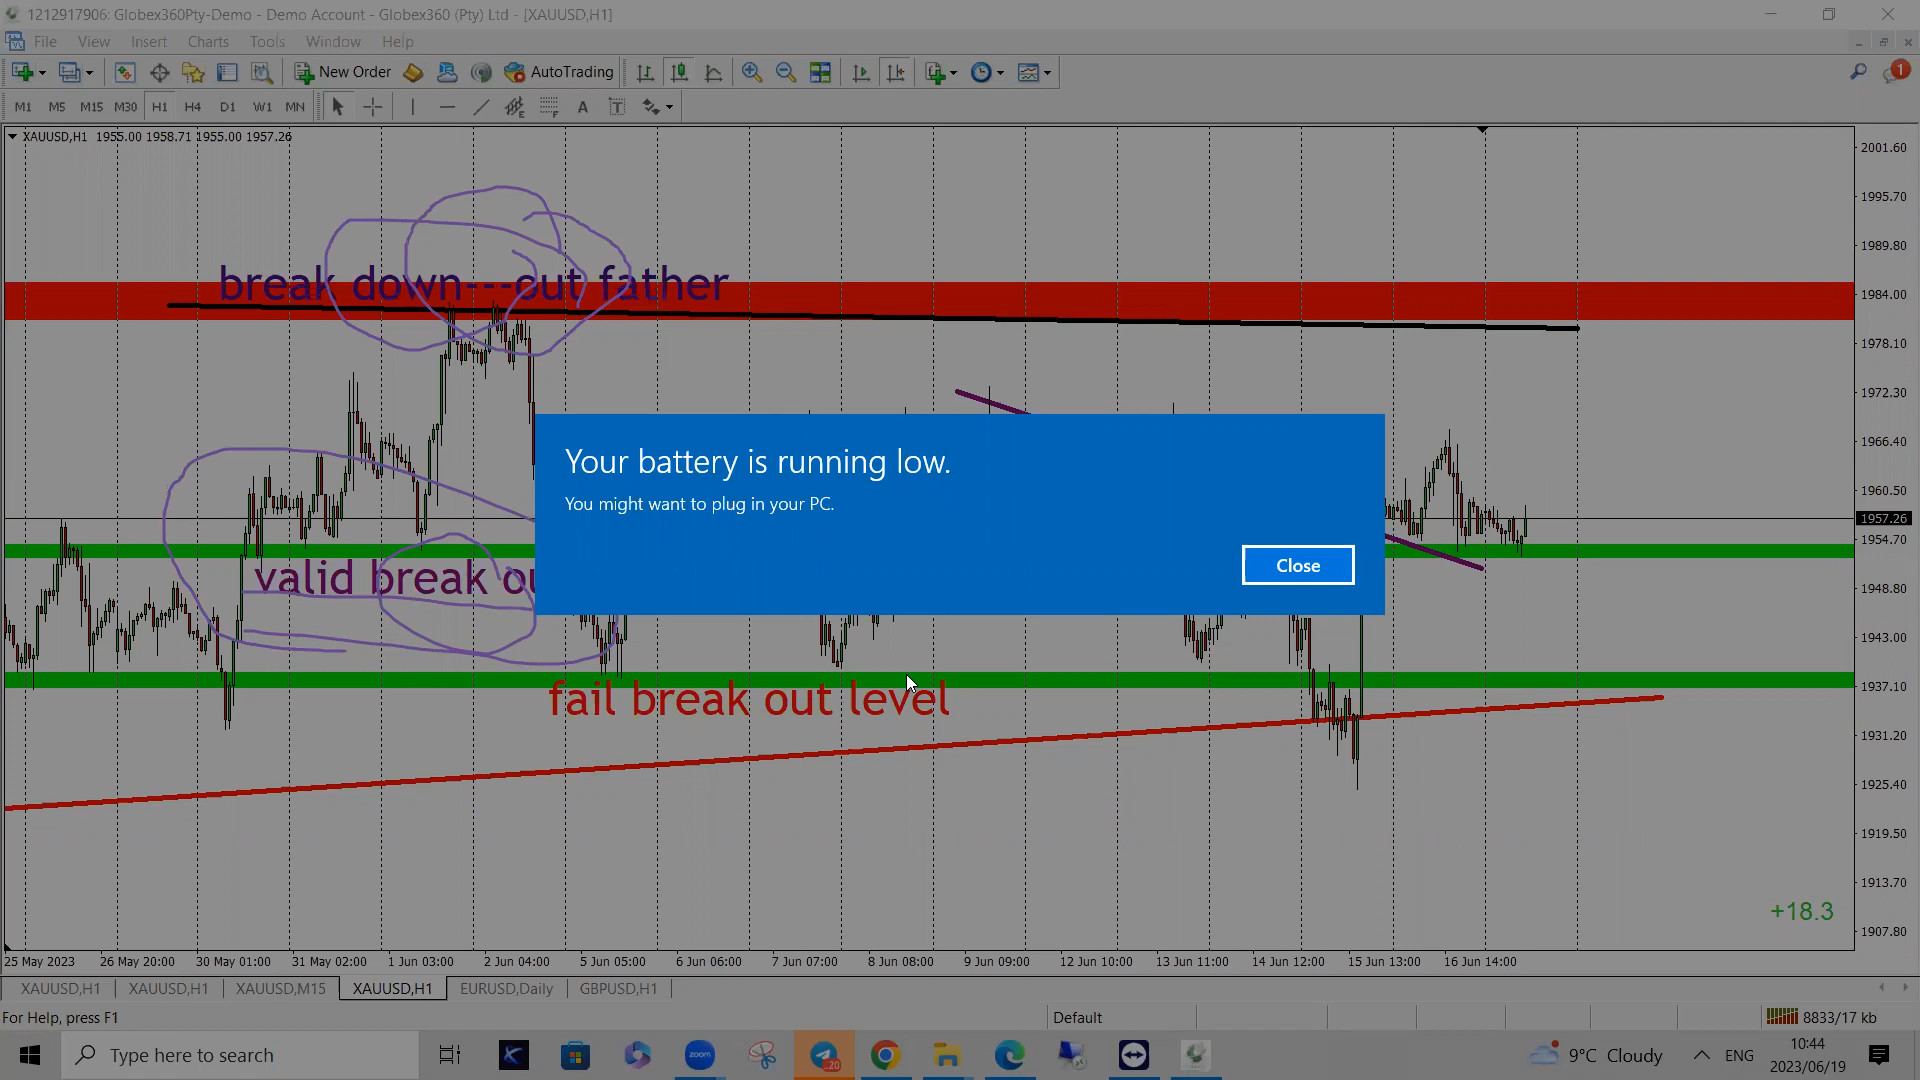 1212917906: Globex360Pty-Demo - Demo Account - Globex360 (Pty) Ltd - [XAUUSD,H1]
File View Insert Charts Tools Window Help
New Order AutoTrading 1
M1 M5 M15 M30 H1 H4 D1 W1 MN A T
XAUUSD,H1 1955.00 1958.71 1955.00 1957.26
2001.60
1995.70
1989.80
break down---out father
1984.00
1978.10
1972.30
1966.40
Your battery is running low.
1960.50
You might want to plug in your PC.
1957.26
1954.70
Close
valid break ou
1948.80
1943.00
1937.10
fail break out level
1931.20
1925.40
1919.50
1913.70
+18.3
1907.80
25 May 2023 26 May 20:00 30 May 01:00 31 May 02:00 1 Jun 03:00 2 Jun 04:00 5 Jun 05:00 6 Jun 06:00 7 Jun 07:00 8 Jun 08:00 9 Jun 09:00 12 Jun 10:00 13 Jun 11:00 14 Jun 12:00 15 Jun 13:00 16 Jun 14:00
XAUUSD,H1 XAUUSD,H1 XAUUSD,M15 XAUUSD,H1 EURUSD,Daily GBPUSD,H1
For Help, press F1 Default 8833/17 kb
Type here to search zoom 20 9°C Cloudy ENG 10:44
2023/06/19